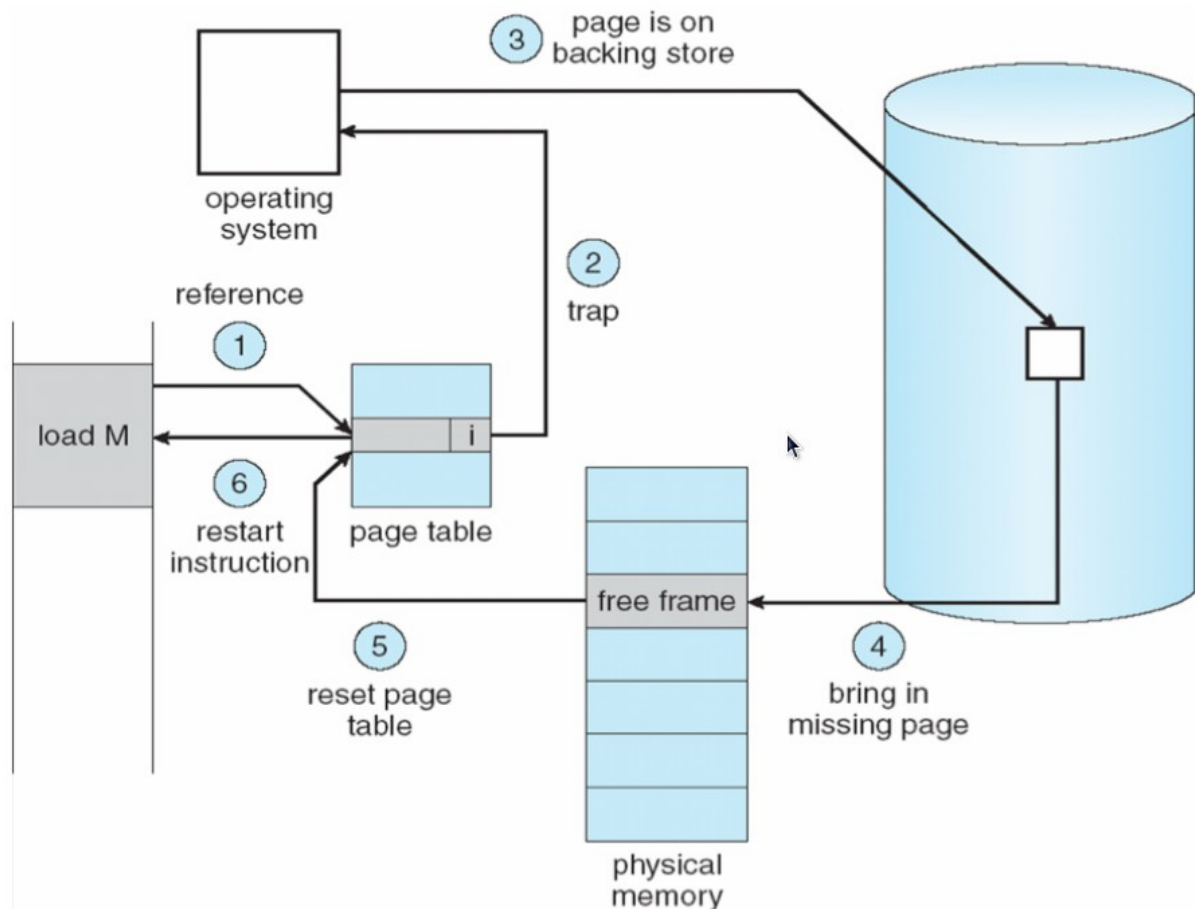 3
page is on
backing store
operating
system
2
trap
reference
1
load M
i
6
restart
instruction
page table
free frame
5
reset page
table
4
bring in
missing page
physical
memory